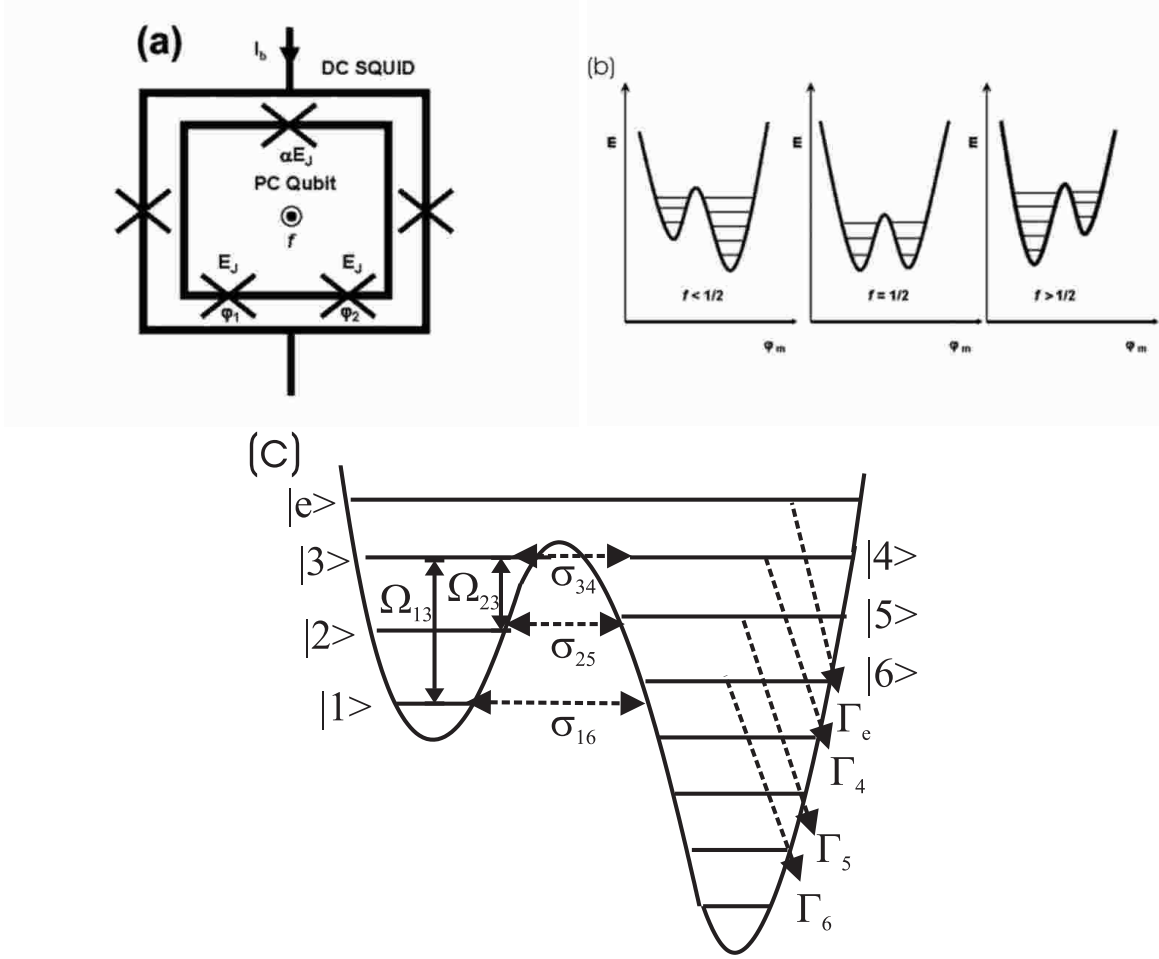 (a)
I_b
DC SQUID
αE_J
PC Qubit
f
E_J E_J
φ_1 φ_2
(b)
E E E
f < 1/2 f = 1/2 f > 1/2
φ_m φ_m φ_m
(C)
|e>
|3> |4>
σ_34
Ω_13 Ω_23
|5>
|2>
σ_25
|6>
|1>
σ_16
Γ_e
Γ_4
Γ_5
Γ_6